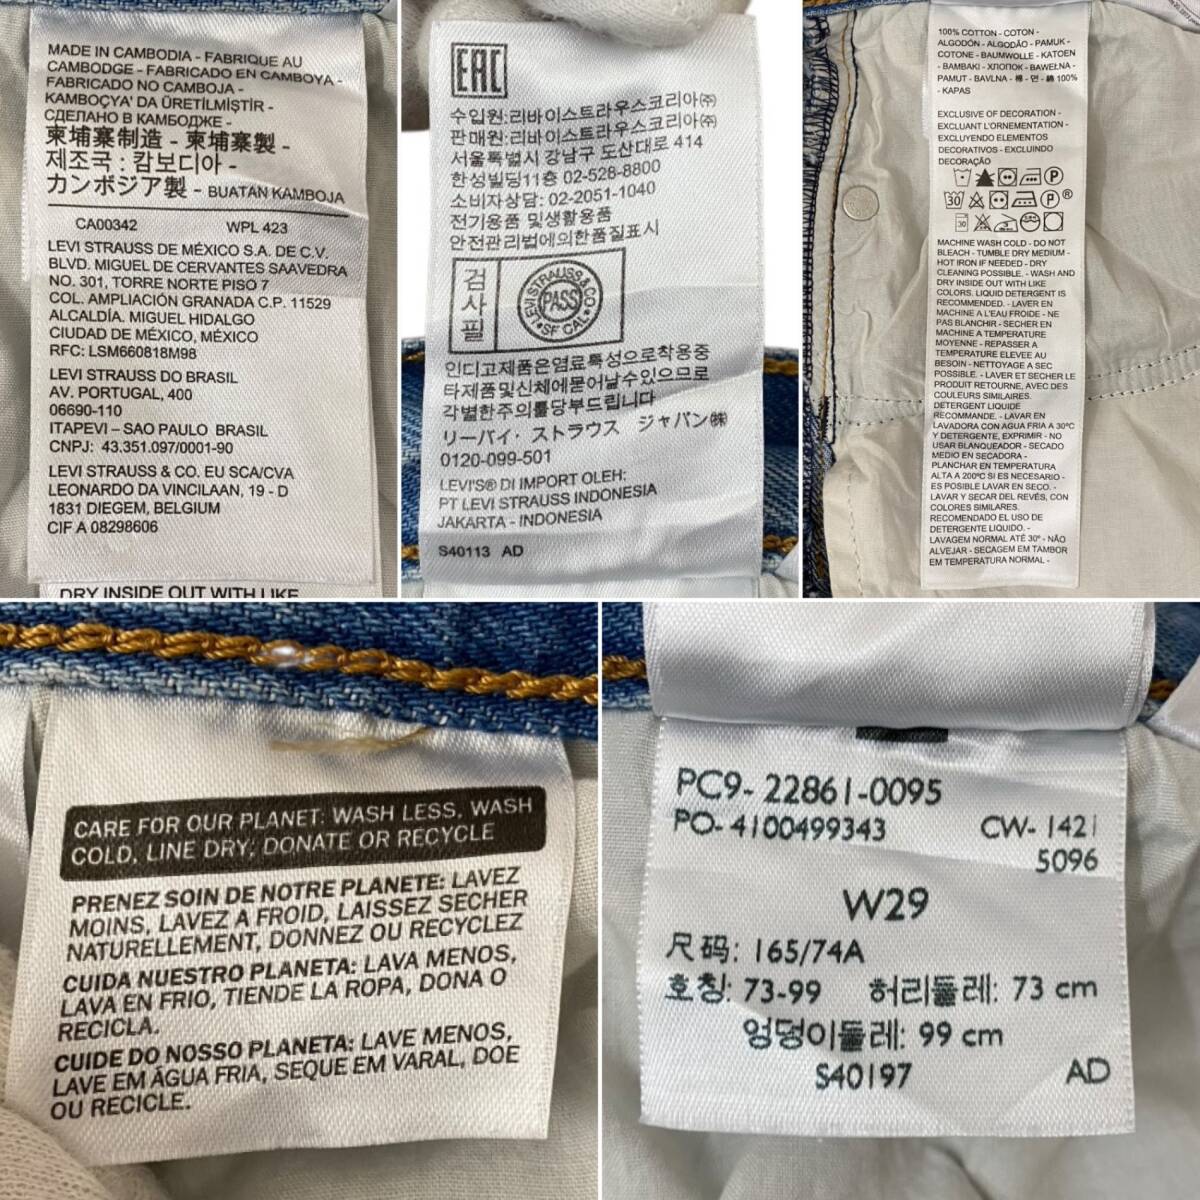 MADE IN CAMBODIA - FABRIQUE AU
CAMBODGE - FABRICADO EN CAMBOYA -
FABRICADO NO CAMBOJA -
KAMBOÇYA' DA ÜRETİLMİŞTİR -
СДЕЛАНО В КАМБОДЖЕ -
柬埔寨制造 - 柬埔寨製 -
제조국 : 캄보디아 -
カンボジア製 - BUATAN KAMBOJA
CA00342 WPL 423
LEVI STRAUSS DE MÉXICO S.A. DE C.V.
BLVD. MIGUEL DE CERVANTES SAAVEDRA
NO. 301, TORRE NORTE PISO 7
COL. AMPLIACIÓN GRANADA C.P. 11529
ALCALDÍA. MIGUEL HIDALGO
CIUDAD DE MÉXICO, MÉXICO
RFC: LSM660818M98
LEVI STRAUSS DO BRASIL
AV. PORTUGAL, 400
06690-110
ITAPEVI – SAO PAULO BRASIL
CNPJ: 43.351.097/0001-90
LEVI STRAUSS & CO. EU SCA/CVA
LEONARDO DA VINCILAAN, 19 - D
1831 DIEGEM, BELGIUM
CIF A 08298606
DRY INSIDE OUT WITH LIKE
EAC
수입원:리바이스트라우스코리아㈜
판매원:리바이스트라우스코리아㈜
서울특별시 강남구 도산대로 414
한성빌딩11층 02-528-8800
소비자상담: 02-2051-1040
전기용품 및생활용품
안전관리법에의한품질표시
검사필
LEVI STRAUSS & CO
PASS
SF CAL
인디고제품은염료특성으로착용중
타제품및신체에묻어날수있으므로
각별한주의를당부드립니다
リーバイ・ストラウス ジャパン㈱
0120-099-501
LEVI'S® DI IMPORT OLEH:
PT LEVI STRAUSS INDONESIA
JAKARTA - INDONESIA
S40113 AD
100% COTTON - COTON -
ALGODÓN - ALGODÃO - PAMUK -
COTONE - BAUMWOLLE - KATOEN
- BAMBAKI - ХЛОПОК - BAWEŁNA -
PAMUT - BAVLNA - 棉 - 면 - 綿 100%
- KAPAS
EXCLUSIVE OF DECORATION -
EXCLUANT L'ORNEMENTATION -
EXCLUYENDO ELEMENTOS
DECORATIVOS - EXCLUINDO
DECORAÇÃO
P
30 P ®
30
MACHINE WASH COLD - DO NOT
BLEACH - TUMBLE DRY MEDIUM -
HOT IRON IF NEEDED - DRY
CLEANING POSSIBLE. - WASH AND
DRY INSIDE OUT WITH LIKE
COLORS. LIQUID DETERGENT IS
RECOMMENDED. - LAVER EN
MACHINE A L'EAU FROIDE - NE
PAS BLANCHIR - SECHER EN
MACHINE A TEMPERATURE
MOYENNE - REPASSER A
TEMPERATURE ELEVEE AU
BESOIN - NETTOYAGE A SEC
POSSIBLE. - LAVER ET SECHER LE
PRODUIT RETOURNE, AVEC DES
COULEURS SIMILAIRES.
DETERGENT LIQUIDE
RECOMMANDE. - LAVAR EN
LAVADORA CON AGUA FRIA A 30ºC
Y DETERGENTE, EXPRIMIR - NO
USAR BLANQUEADOR - SECADO
MEDIO EN SECADORA -
PLANCHAR EN TEMPERATURA
ALTA A 200ºC SI ES NECESARIO -
ES POSIBLE LAVAR EN SECO. -
LAVAR Y SECAR DEL REVÉS, CON
COLORES SIMILARES.
RECOMENDADO EL USO DE
DETERGENTE LIQUIDO. -
LAVAGEM NORMAL ATÉ 30º - NÃO
ALVEJAR - SECAGEM EM TAMBOR
EM TEMPERATURA NORMAL -
CARE FOR OUR PLANET: WASH LESS, WASH
COLD, LINE DRY, DONATE OR RECYCLE
PRENEZ SOIN DE NOTRE PLANETE: LAVEZ
MOINS, LAVEZ A FROID, LAISSEZ SECHER
NATURELLEMENT, DONNEZ OU RECYCLEZ
CUIDA NUESTRO PLANETA: LAVA MENOS,
LAVA EN FRIO, TIENDE LA ROPA, DONA O
RECICLA.
CUIDE DO NOSSO PLANETA: LAVE MENOS,
LAVE EM ÁGUA FRIA, SEQUE EM VARAL, DOE
OU RECICLE.
PC9- 22861-0095
PO- 4100499343 CW- 1421
5096
W29
尺码: 165/74A
호칭: 73-99 허리둘레: 73 cm
엉덩이둘레: 99 cm
S40197 AD